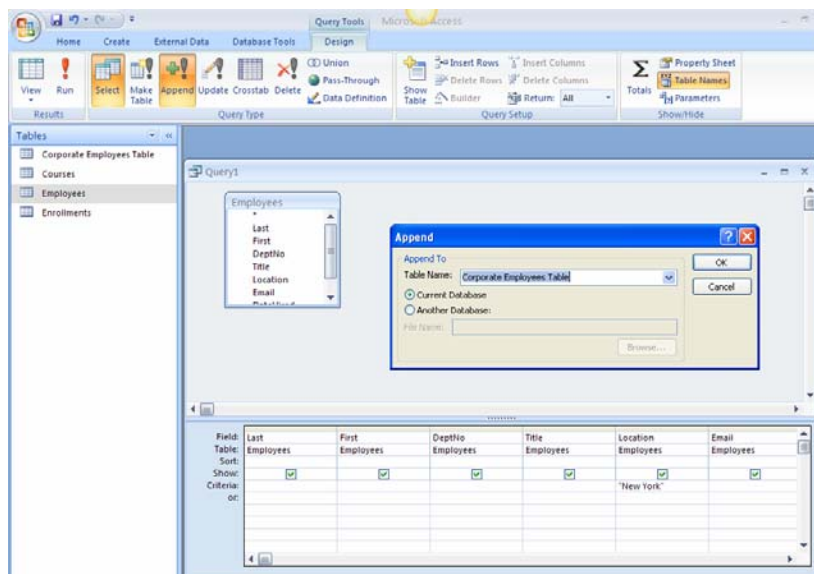 Query Tools Microsoft Access
Home Create External Data Database Tools Design
View Run Select Make Table Append Update Crosstab Delete
Union
Pass-Through
Data Definition
Show Table
Insert Rows
Delete Rows
Builder
Insert Columns
Delete Columns
Return: All
Totals
Property Sheet
Table Names
Parameters
Results Query Type Query Setup Show/Hide
Tables
Corporate Employees Table
Courses
Employees
Enrollments
Query1
Employees
*
Last
First
DeptNo
Title
Location
Email
Append
Append To
Table Name: Corporate Employees Table
Current Database
Another Database:
File Name:
Browse...
OK
Cancel
Field: Last First DeptNo Title Location Email
Table: Employees Employees Employees Employees Employees Employees
Sort:
Show:
Criteria: "New York"
or: